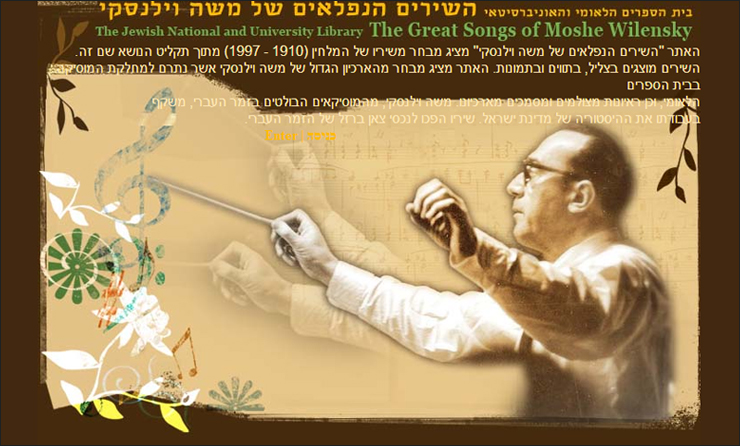 בית הספרים הלאומי והאוניברסיטאי השירים הנפלאים של משה וילנסקי
The Jewish National and University Library The Great Songs of Moshe Wilensky
האתר "השירים הנפלאים של משה וילנסקי" מציג מבחר משיריו של המלחין (1910 - 1997) מתוך תקליט הנושא שם זה.
השירים מוצגים בצליל, בתווים ובתמונות. האתר מציג מבחר מהארכיון הגדול של משה וילנסקי אשר נתרם למחלקת המוסיקה
בבית הספרים
הלאומי, וכן ראיונות מצולמים ומסמכים מארכיונו. משה וילנסקי, מהמוסיקאים הבולטים בזמר העברי, משקף
בעבודתו את ההיסטוריה של מדינת ישראל. שיריו הפכו לנכסי צאן ברזל של הזמר העברי.
כניסה | Enter